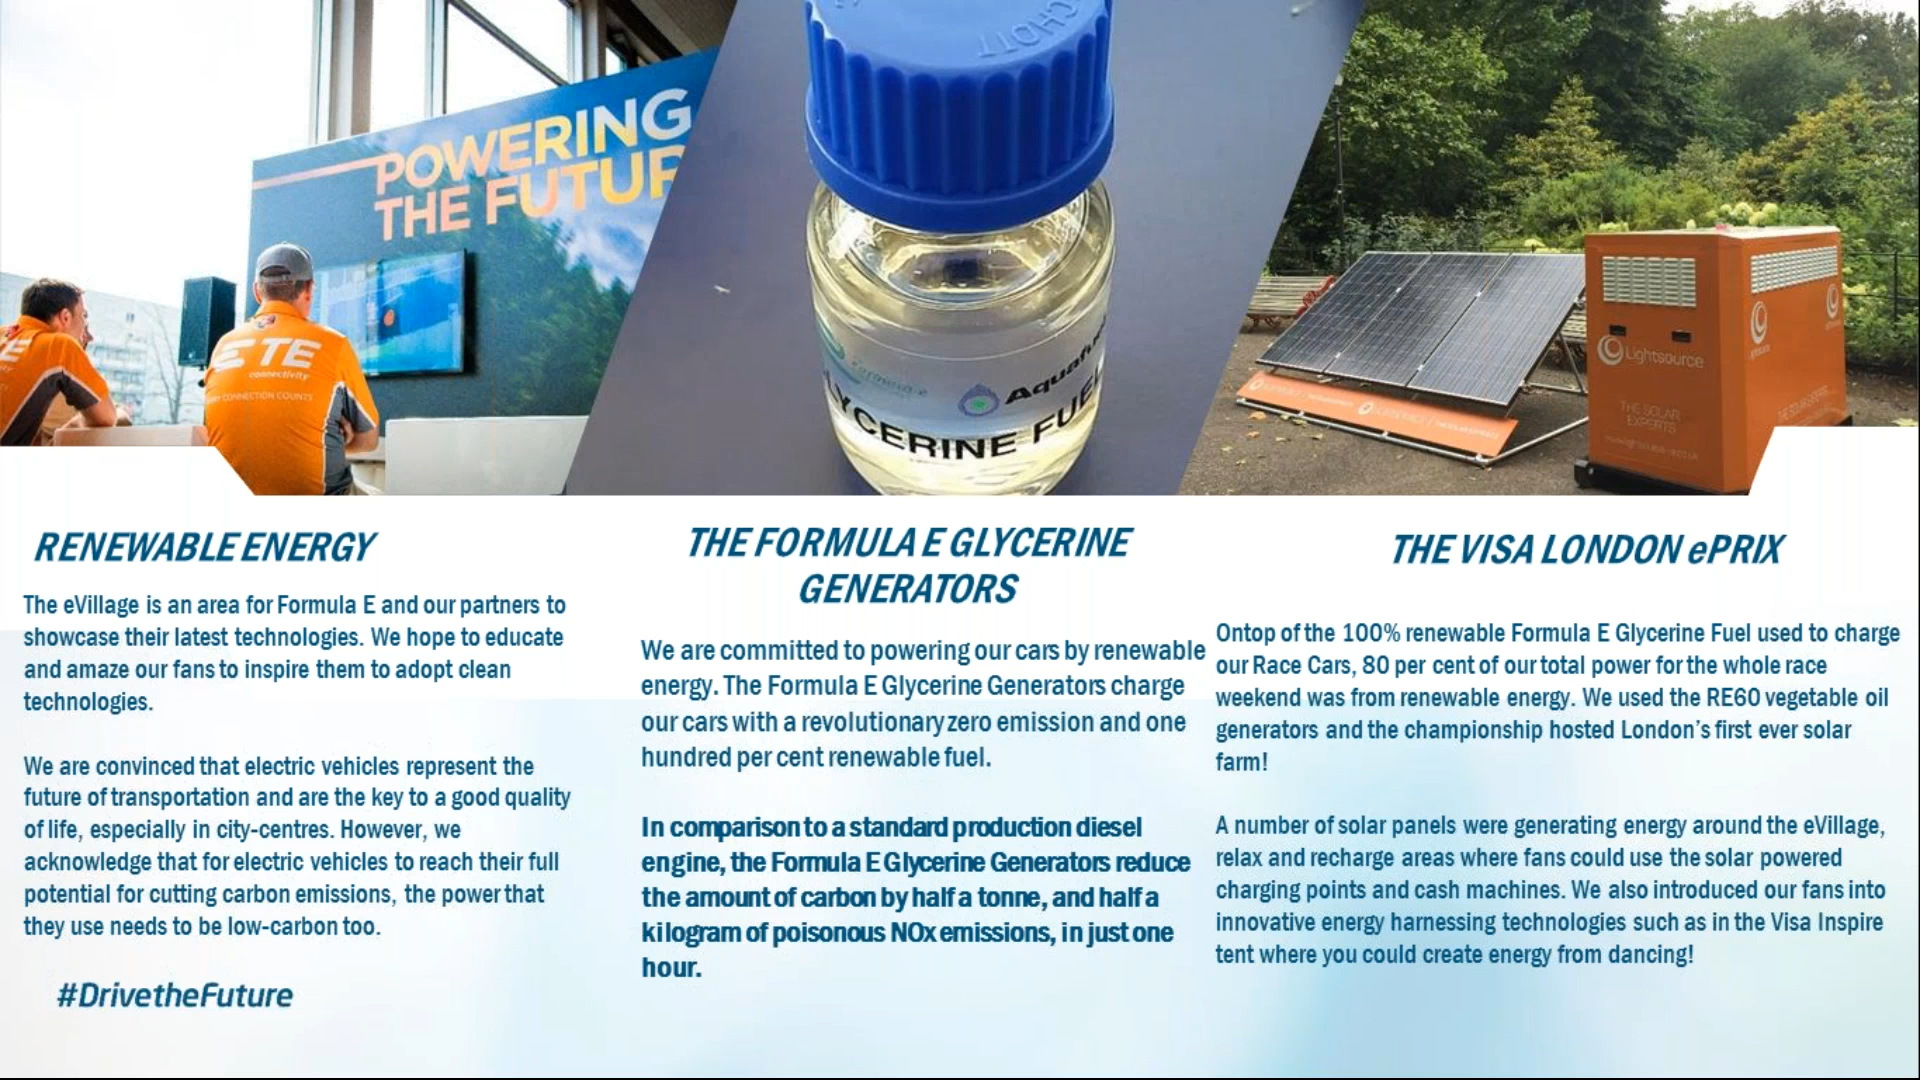 POWERING
THE FUTUR
E TE
connectivity
CONNECTION COUNTS
Aquafu
GLYCERINE FUEL
Lightsource
THE SOLAR
EXPERTS
RENEWABLE ENERGY
The eVillage is an area for Formula E and our partners to
showcase their latest technologies. We hope to educate
and amaze our fans to inspire them to adopt clean
technologies.
We are convinced that electric vehicles represent the
future of transportation and are the key to a good quality
of life, especially in city-centres. However, we
acknowledge that for electric vehicles to reach their full
potential for cutting carbon emissions, the power that
they use needs to be low-carbon too.
#DrivetheFuture
THE FORMULA E GLYCERINE
GENERATORS
We are committed to powering our cars by renewable
energy. The Formula E Glycerine Generators charge
our cars with a revolutionary zero emission and one
hundred per cent renewable fuel.
In comparison to a standard production diesel
engine, the Formula E Glycerine Generators reduce
the amount of carbon by half a tonne, and half a
kilogram of poisonous NOx emissions, in just one
hour.
THE VISA LONDON ePRIX
Ontop of the 100% renewable Formula E Glycerine Fuel used to charge
our Race Cars, 80 per cent of our total power for the whole race
weekend was from renewable energy. We used the RE60 vegetable oil
generators and the championship hosted London's first ever solar
farm!
A number of solar panels were generating energy around the eVillage,
relax and recharge areas where fans could use the solar powered
charging points and cash machines. We also introduced our fans into
innovative energy harnessing technologies such as in the Visa Inspire
tent where you could create energy from dancing!